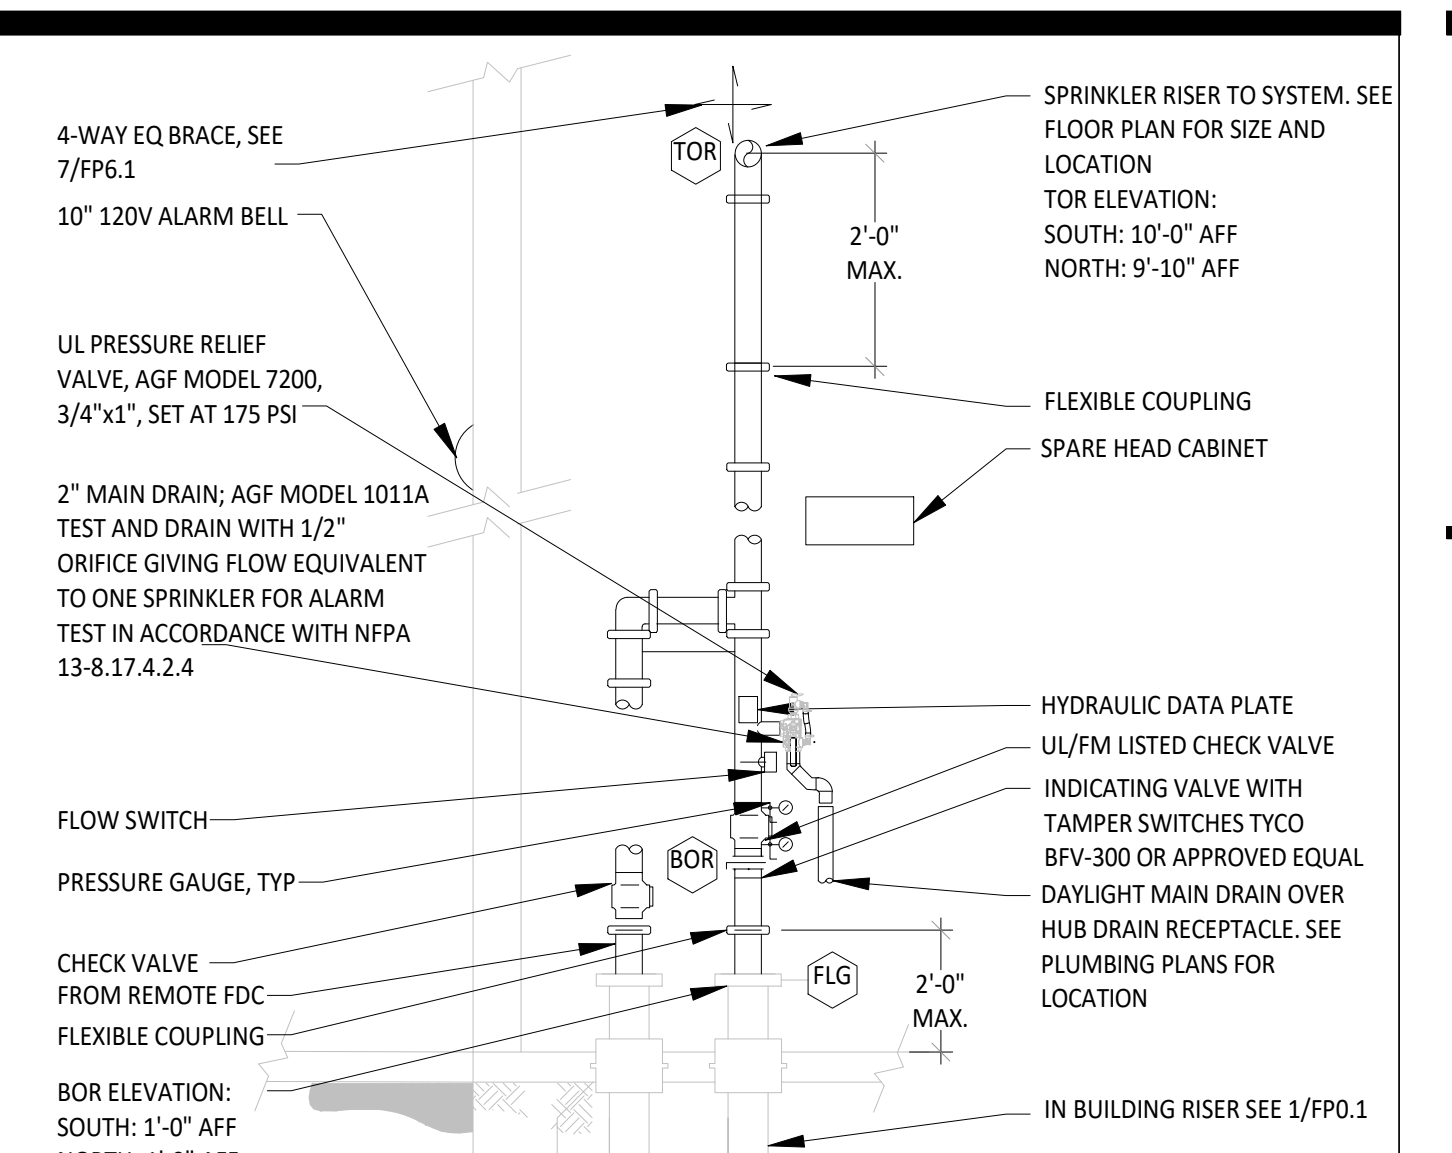 4-WAY EQ BRACE, SEE
7/FP6.1
10" 120V ALARM BELL
UL PRESSURE RELIEF
VALVE, AGF MODEL 7200,
3/4"x1", SET AT 175 PSI
2" MAIN DRAIN; AGF MODEL 1011A
TEST AND DRAIN WITH 1/2"
ORIFICE GIVING FLOW EQUIVALENT
TO ONE SPRINKLER FOR ALARM
TEST IN ACCORDANCE WITH NFPA
13-8.17.4.2.4
FLOW SWITCH
PRESSURE GAUGE, TYP
CHECK VALVE
FROM REMOTE FDC
FLEXIBLE COUPLING
BOR ELEVATION:
SOUTH: 1'-0" AFF
TOR
2'-0"
MAX.
BOR
FLG
2'-0"
MAX.
SPRINKLER RISER TO SYSTEM. SEE
FLOOR PLAN FOR SIZE AND
LOCATION
TOR ELEVATION:
SOUTH: 10'-0" AFF
NORTH: 9'-10" AFF
FLEXIBLE COUPLING
SPARE HEAD CABINET
HYDRAULIC DATA PLATE
UL/FM LISTED CHECK VALVE
INDICATING VALVE WITH
TAMPER SWITCHES TYCO
BFV-300 OR APPROVED EQUAL
DAYLIGHT MAIN DRAIN OVER
HUB DRAIN RECEPTACLE. SEE
PLUMBING PLANS FOR
LOCATION
IN BUILDING RISER SEE 1/FP0.1